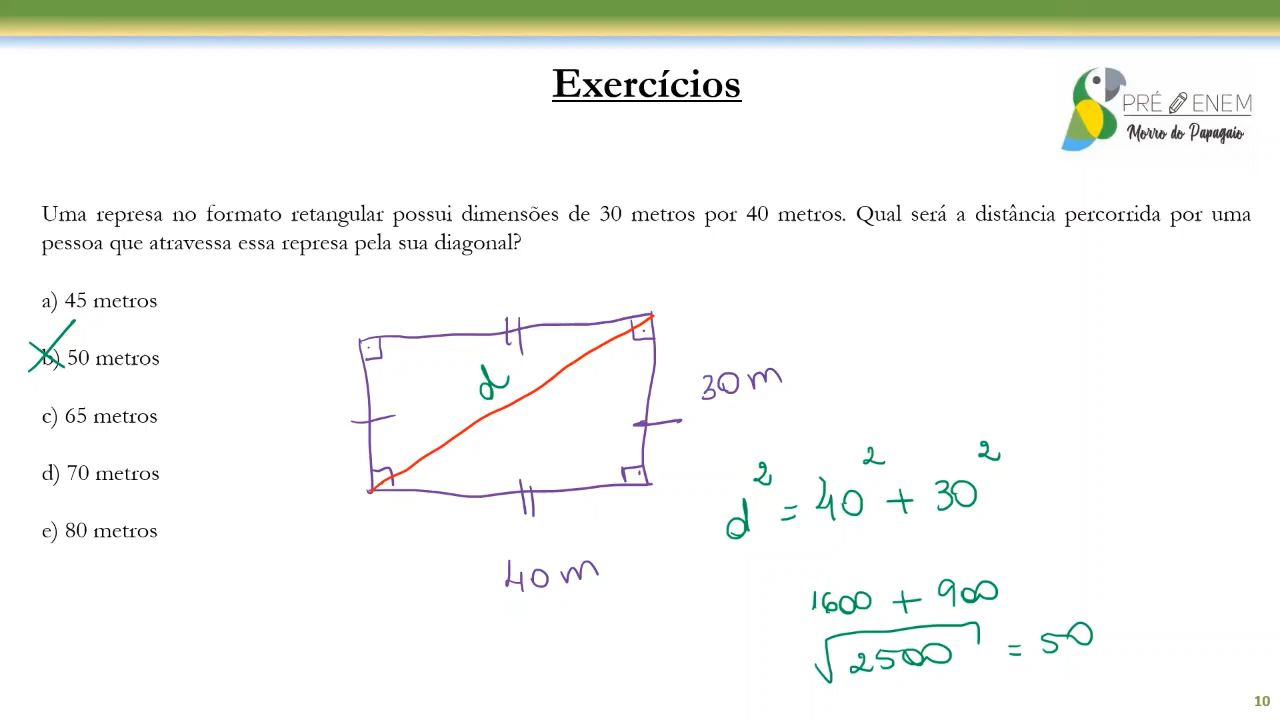 Exercícios
PRÉ ENEM
Morro do Papagaio
Uma represa no formato retangular possui dimensões de 30 metros por 40 metros. Qual será a distância percorrida por uma
pessoa que atravessa essa represa pela sua diagonal?
a) 45 metros
b) 50 metros
c) 65 metros
d) 70 metros
e) 80 metros
d
30 m
40 m
d² = 40² + 30²
1600 + 900
√2500 = 50
10